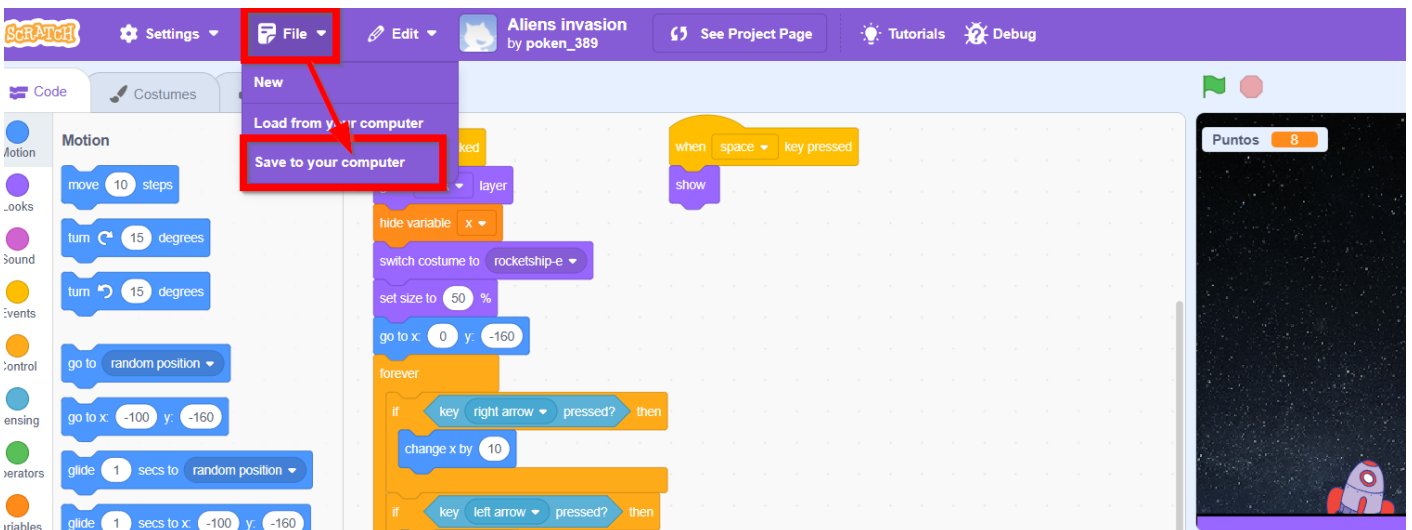 SCRATCH
Settings
File
Edit
Aliens invasion
by poken_389
See Project Page
Tutorials
Debug
Code
Costumes
New
Load from your computer
Save to your computer
Motion
Looks
Sound
Events
Control
ensing
perators
ariables
Motion
move 10 steps
turn 15 degrees
turn 15 degrees
go to random position
go to x: -100 y: -160
glide 1 secs to random position
glide 1 secs to x: -100 y: -160
ked
layer
hide variable x
switch costume to rocketship-e
set size to 50 %
go to x: 0 y: -160
forever
if key right arrow pressed? then
change x by 10
if key left arrow pressed? then
when space key pressed
show
Puntos 8